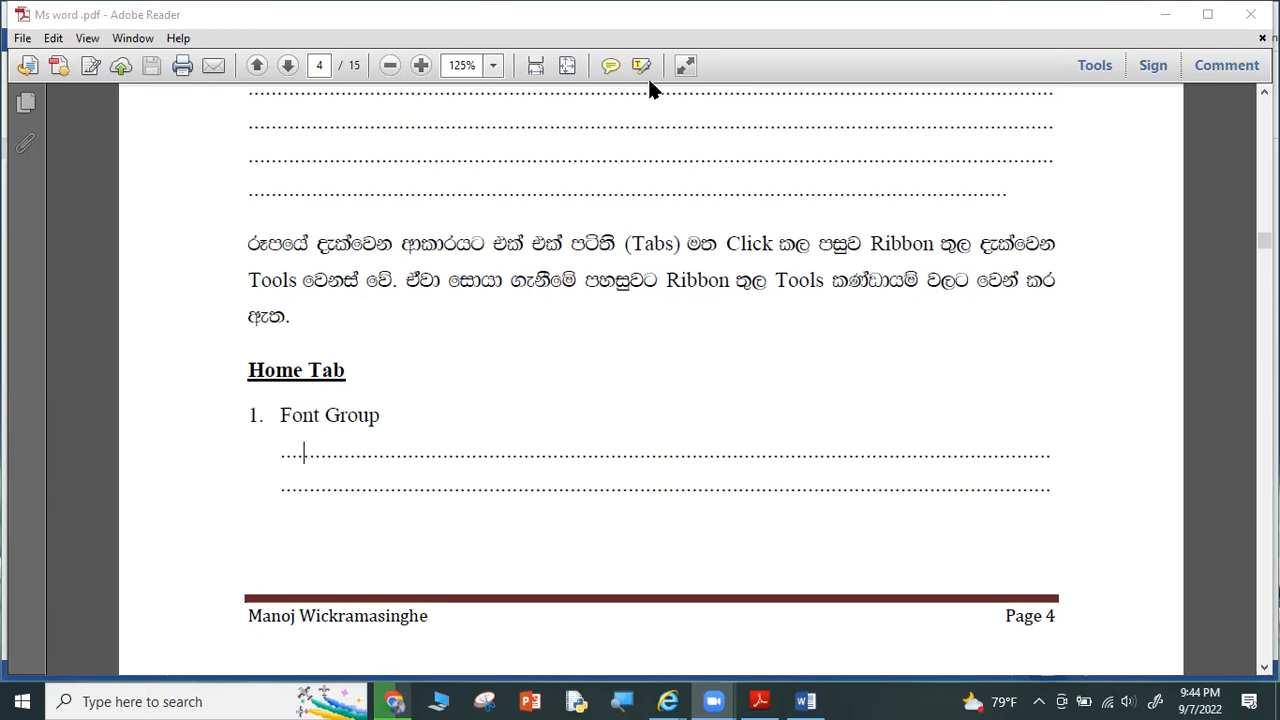 Ms word .pdf - Adobe Reader
File Edit View Window Help
4 / 15 125% Tools Sign Comment
....................................................................................................................................
....................................................................................................................................
....................................................................................................................................
............................................................................................................................
රූපයේ දැක්වෙන ආකාරයට එක් එක් පටිති (Tabs) මත Click කල පසුව Ribbon තුල දැක්වෙන
Tools වෙනස් වේ. ඒවා සොයා ගැනීමේ පහසුවට Ribbon තුල Tools කණ්ඩායම් වලට වෙන් කර
ඇත.
Home Tab
1. Font Group
..............................................................................................................................
..............................................................................................................................
Manoj Wickramasinghe Page 4
Type here to search 79°F 9:44 PM
9/7/2022